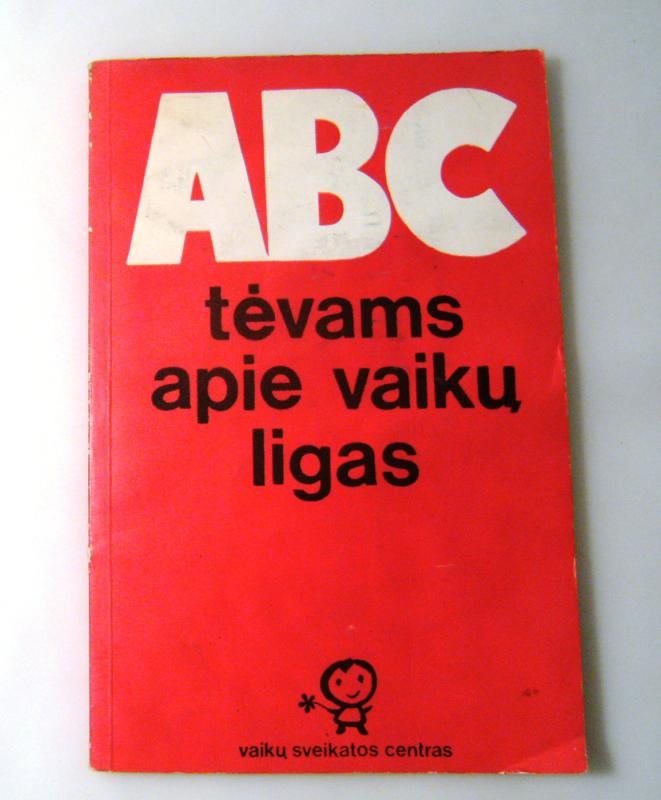 ABC
tėvams
apie vaikų
ligas
vaikų sveikatos centras